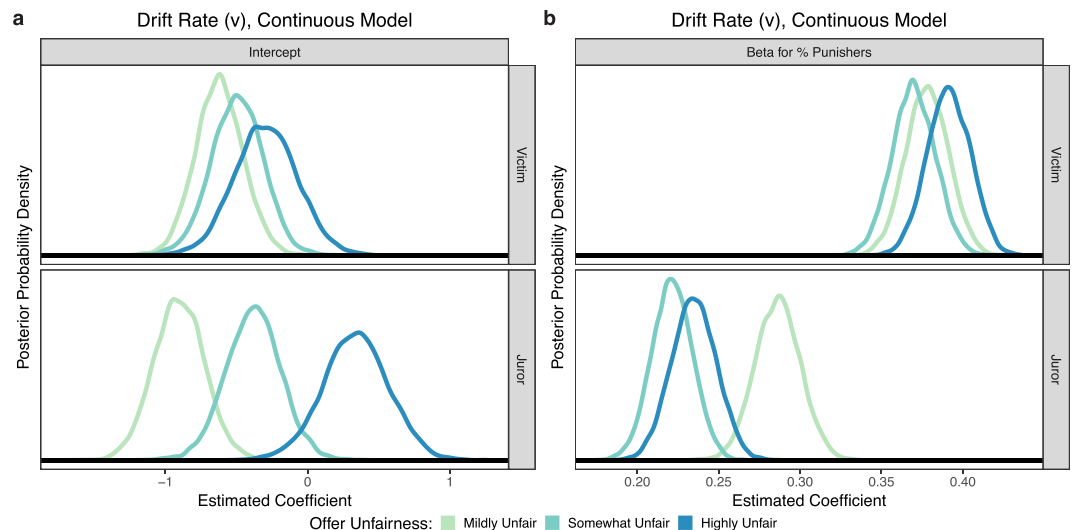 a
Drift Rate (v), Continuous Model
Intercept
Victim
Juror
Posterior Probability Density
−1 0 1
Estimated Coefficient
b
Drift Rate (v), Continuous Model
Beta for % Punishers
Victim
Juror
Posterior Probability Density
0.20 0.25 0.30 0.35 0.40
Estimated Coefficient
Offer Unfairness: Mildly Unfair Somewhat Unfair Highly Unfair